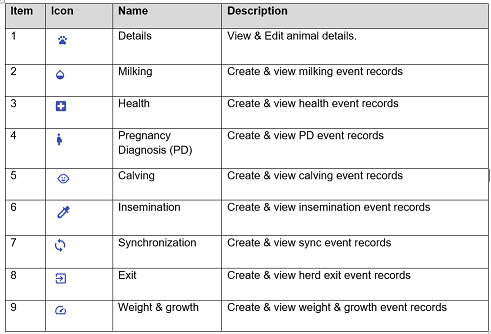 Item Icon Name Description
1 Details View & Edit animal details.
2 Milking Create & view milking event records
3 Health Create & view health event records
4 Pregnancy Create & view PD event records
Diagnosis (PD)
5 Calving Create & view calving event records
6 Insemination Create & view insemination event records
7 Synchronization Create & view sync event records
8 Exit Create & view herd exit event records
9 Weight & growth Create & view weight & growth event records